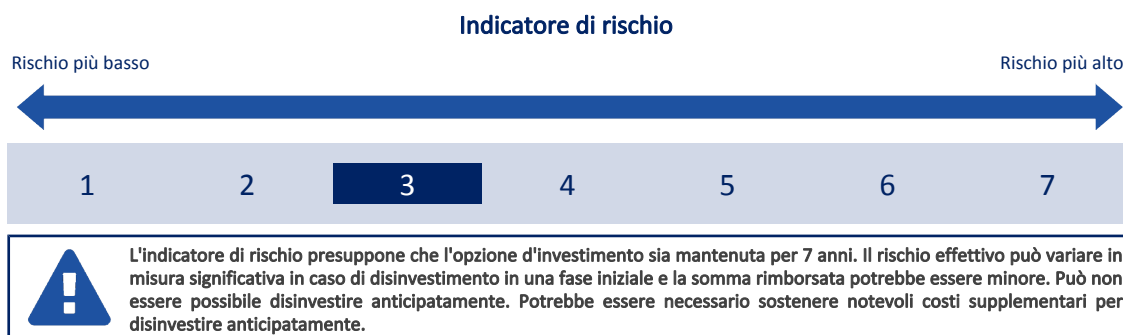 Indicatore di rischio
Rischio più basso
Rischio più alto
1 2 3 4 5 6 7
L'indicatore di rischio presuppone che l'opzione d'investimento sia mantenuta per 7 anni. Il rischio effettivo può variare in
misura significativa in caso di disinvestimento in una fase iniziale e la somma rimborsata potrebbe essere minore. Può non
essere possibile disinvestire anticipatamente. Potrebbe essere necessario sostenere notevoli costi supplementari per
disinvestire anticipatamente.